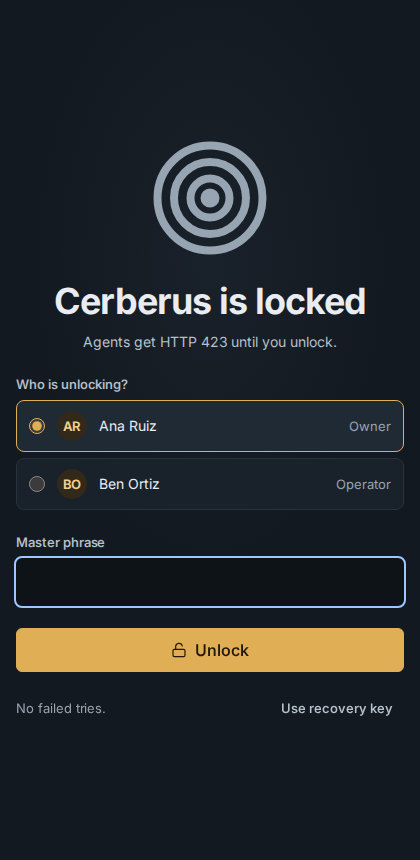 Cerberus is locked
Agents get HTTP 423 until you unlock.
Who is unlocking?
AR Ana Ruiz Owner
BO Ben Ortiz Operator
Master phrase
Unlock
No failed tries. Use recovery key